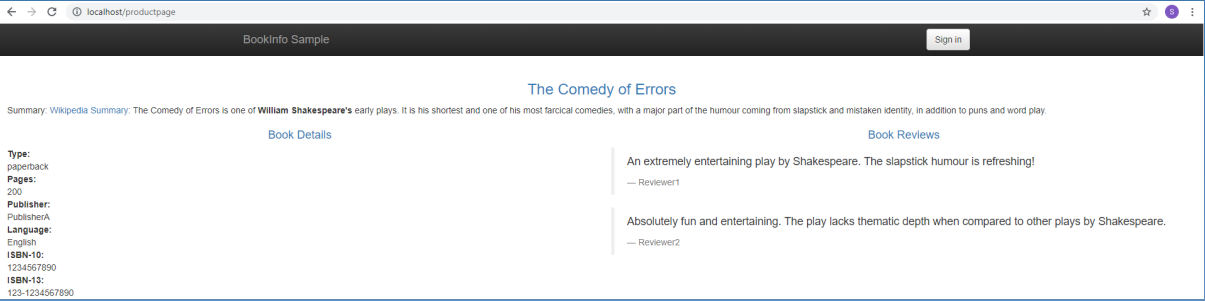 localhost/productpage
S
BookInfo Sample
Sign in
The Comedy of Errors
Summary: Wikipedia Summary: The Comedy of Errors is one of William Shakespeare's early plays. It is his shortest and one of his most farcical comedies, with a major part of the humour coming from slapstick and mistaken identity, in addition to puns and word play.
Book Details
Type:
paperback
Pages:
200
Publisher:
PublisherA
Language:
English
ISBN-10:
1234567890
ISBN-13:
123-1234567890
Book Reviews
An extremely entertaining play by Shakespeare. The slapstick humour is refreshing!
— Reviewer1
Absolutely fun and entertaining. The play lacks thematic depth when compared to other plays by Shakespeare.
— Reviewer2